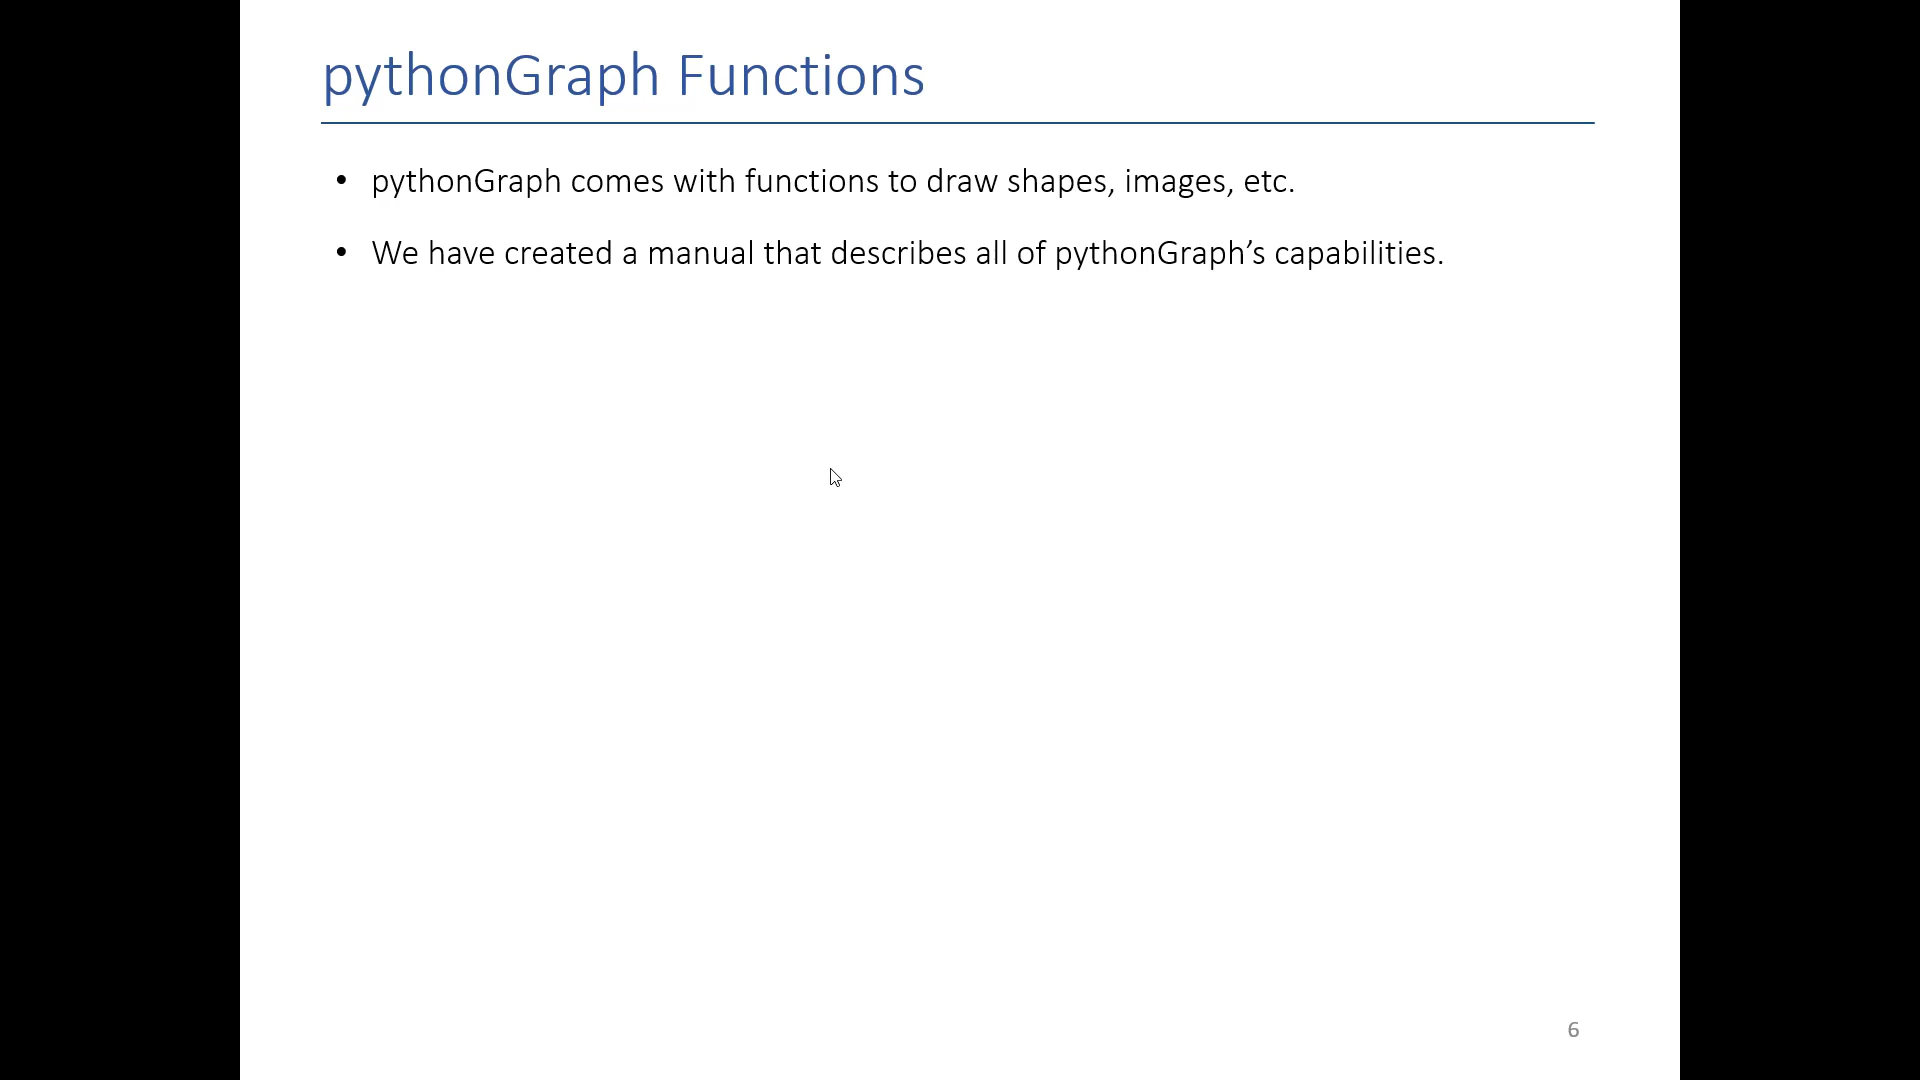 pythonGraph Functions
• pythonGraph comes with functions to draw shapes, images, etc.
• We have created a manual that describes all of pythonGraph’s capabilities.
6